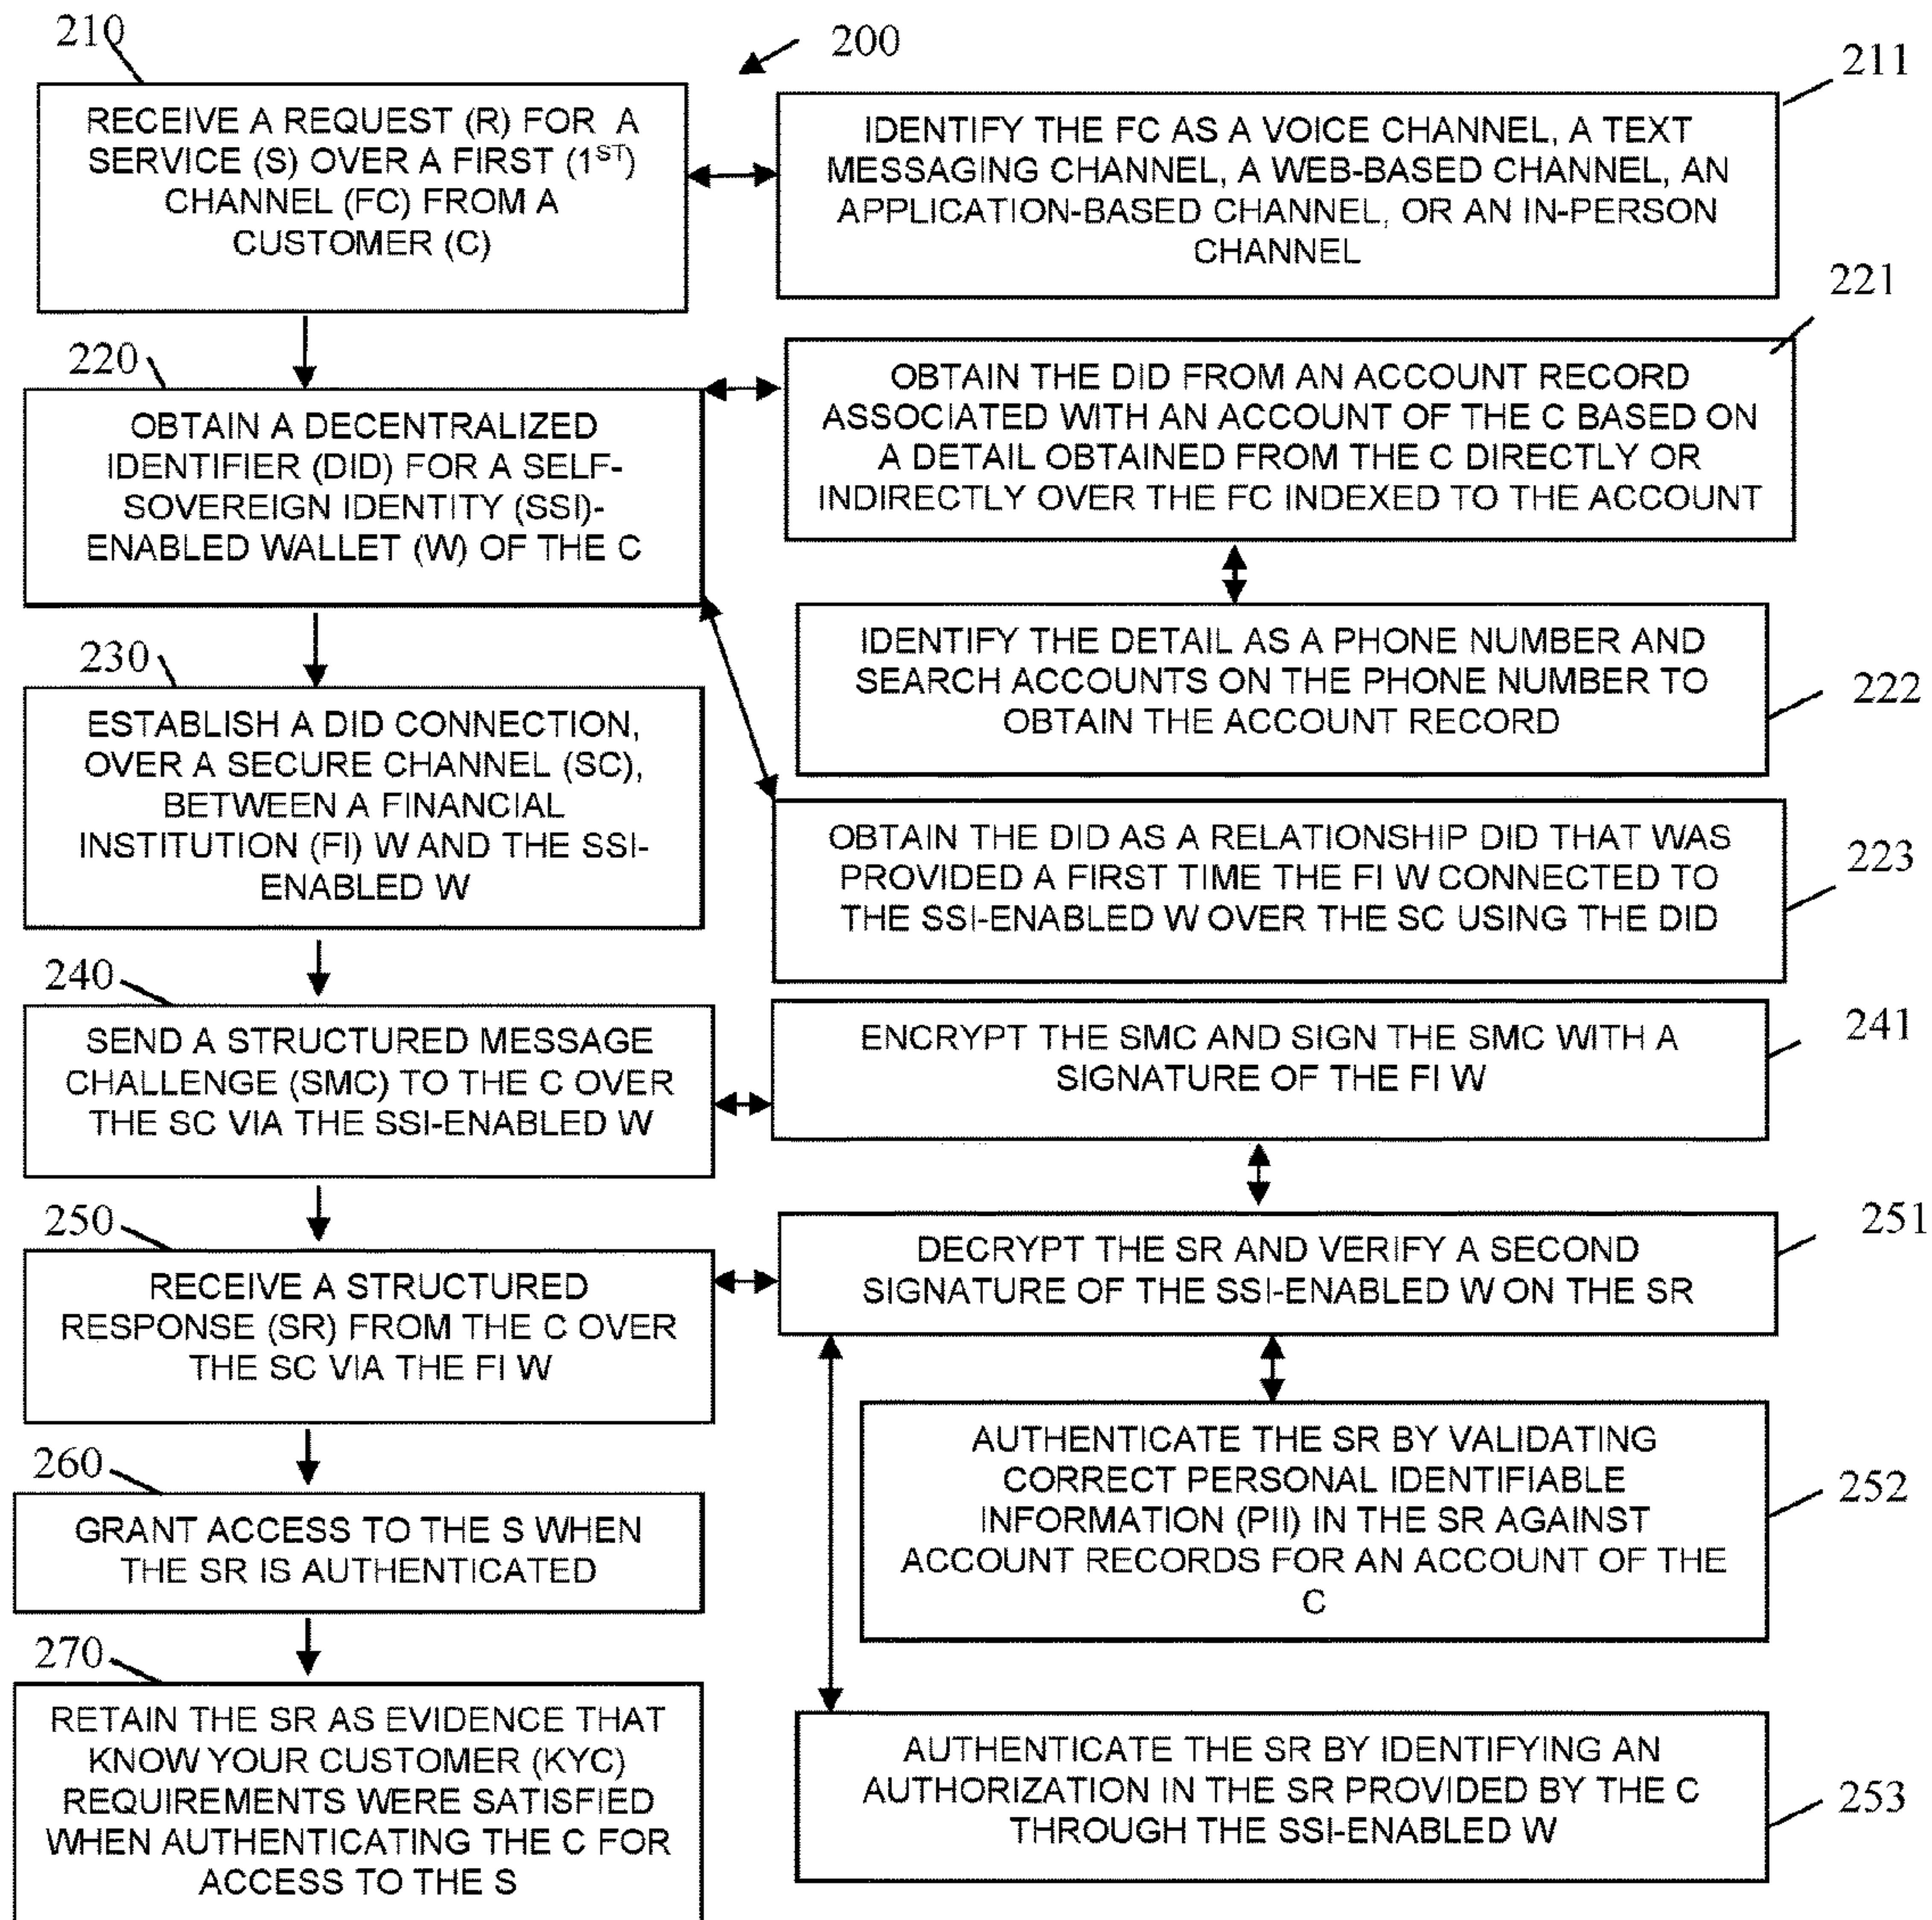 210
200
211
RECEIVE A REQUEST (R) FOR A
SERVICE (S) OVER A FIRST (1ST)
CHANNEL (FC) FROM A
CUSTOMER (C)
IDENTIFY THE FC AS A VOICE CHANNEL, A TEXT
MESSAGING CHANNEL, A WEB-BASED CHANNEL, AN
APPLICATION-BASED CHANNEL, OR AN IN-PERSON
CHANNEL
220
221
OBTAIN A DECENTRALIZED
IDENTIFIER (DID) FOR A SELF-
SOVEREIGN IDENTITY (SSI)-
ENABLED WALLET (W) OF THE C
OBTAIN THE DID FROM AN ACCOUNT RECORD
ASSOCIATED WITH AN ACCOUNT OF THE C BASED ON
A DETAIL OBTAINED FROM THE C DIRECTLY OR
INDIRECTLY OVER THE FC INDEXED TO THE ACCOUNT
IDENTIFY THE DETAIL AS A PHONE NUMBER AND
SEARCH ACCOUNTS ON THE PHONE NUMBER TO
OBTAIN THE ACCOUNT RECORD
222
230
ESTABLISH A DID CONNECTION,
OVER A SECURE CHANNEL (SC),
BETWEEN A FINANCIAL
INSTITUTION (FI) W AND THE SSI-
ENABLED W
OBTAIN THE DID AS A RELATIONSHIP DID THAT WAS
PROVIDED A FIRST TIME THE FI W CONNECTED TO
THE SSI-ENABLED W OVER THE SC USING THE DID
223
240
SEND A STRUCTURED MESSAGE
CHALLENGE (SMC) TO THE C OVER
THE SC VIA THE SSI-ENABLED W
ENCRYPT THE SMC AND SIGN THE SMC WITH A
SIGNATURE OF THE FI W
241
250
RECEIVE A STRUCTURED
RESPONSE (SR) FROM THE C OVER
THE SC VIA THE FI W
DECRYPT THE SR AND VERIFY A SECOND
SIGNATURE OF THE SSI-ENABLED W ON THE SR
251
260
GRANT ACCESS TO THE S WHEN
THE SR IS AUTHENTICATED
AUTHENTICATE THE SR BY VALIDATING
CORRECT PERSONAL IDENTIFIABLE
INFORMATION (PII) IN THE SR AGAINST
ACCOUNT RECORDS FOR AN ACCOUNT OF THE
C
252
270
RETAIN THE SR AS EVIDENCE THAT
KNOW YOUR CUSTOMER (KYC)
REQUIREMENTS WERE SATISFIED
WHEN AUTHENTICATING THE C FOR
ACCESS TO THE S
AUTHENTICATE THE SR BY IDENTIFYING AN
AUTHORIZATION IN THE SR PROVIDED BY THE C
THROUGH THE SSI-ENABLED W
253